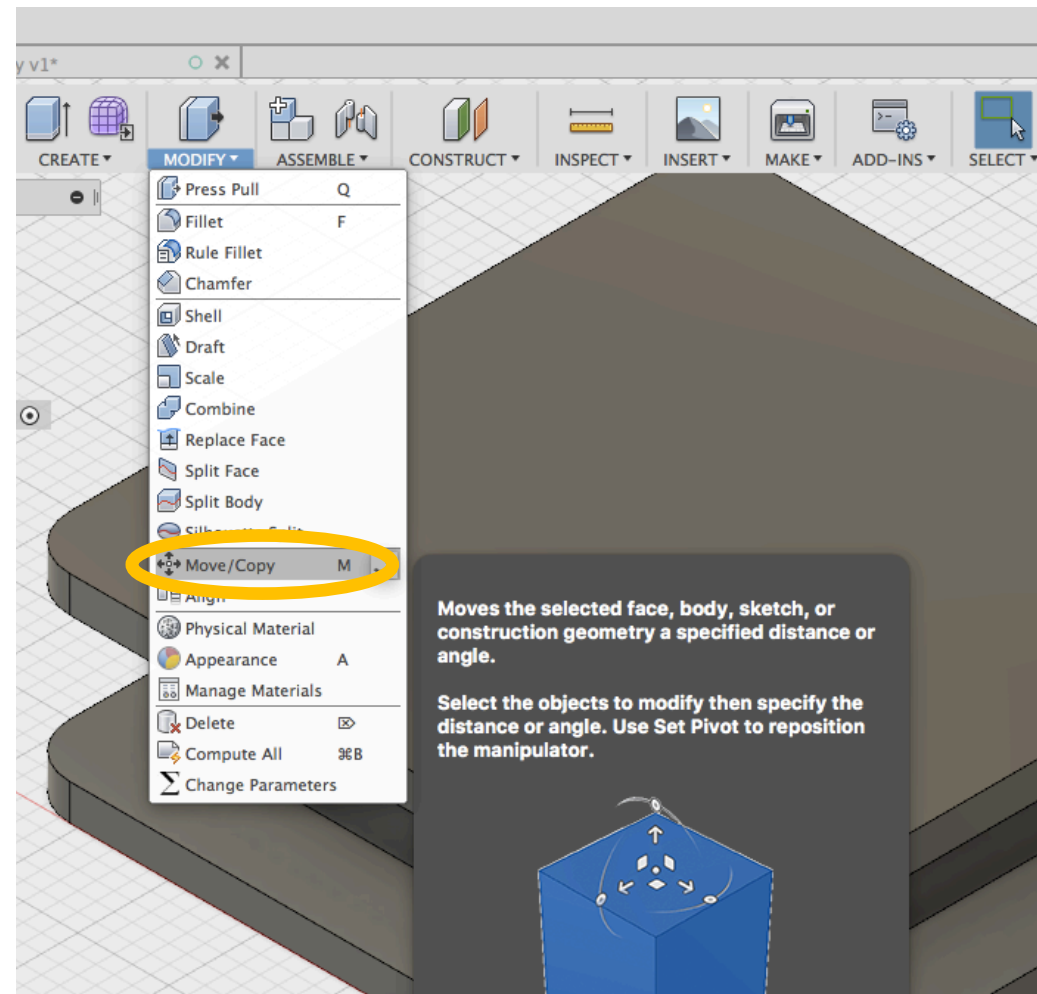 y v1*
CREATE ▾ MODIFY ▾ ASSEMBLE ▾ CONSTRUCT ▾ INSPECT ▾ INSERT ▾ MAKE ▾ ADD-INS ▾ SELECT ▾
Press Pull Q
Fillet F
Rule Fillet
Chamfer
Shell
Draft
Scale
Combine
Replace Face
Split Face
Split Body
Silhouette Split
Move/Copy M
Align
Physical Material
Appearance A
Manage Materials
Delete ⌦
Compute All ⌘B
Change Parameters
Moves the selected face, body, sketch, or
construction geometry a specified distance or
angle.
Select the objects to modify then specify the
distance or angle. Use Set Pivot to reposition
the manipulator.